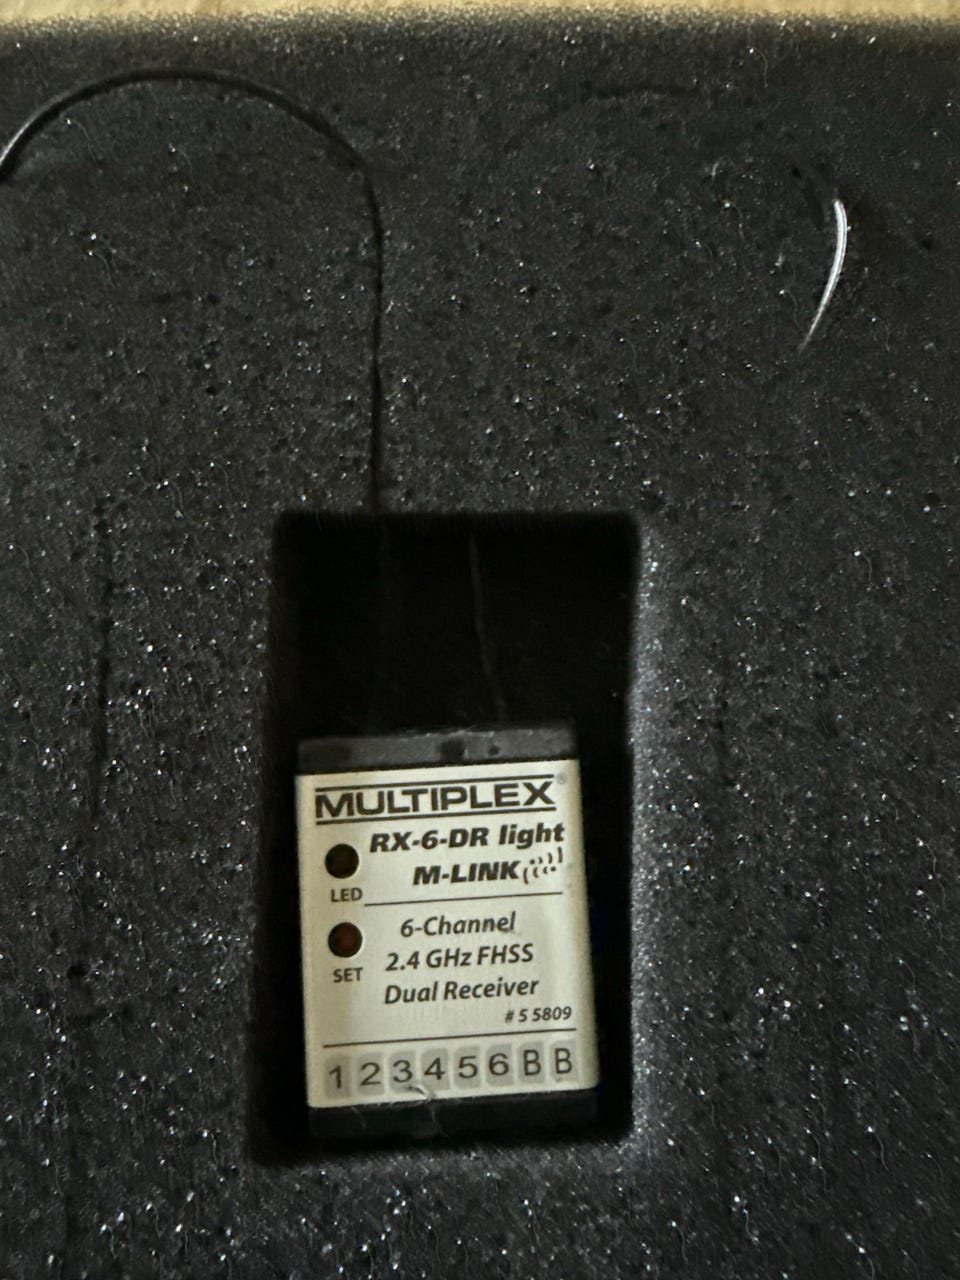 MULTIPLEX®
RX-6-DR light
M-LINK
LED
6-Channel
2.4 GHz FHSS
SET
Dual Receiver
# 5 5809
1 2 3 4 5 6 B B